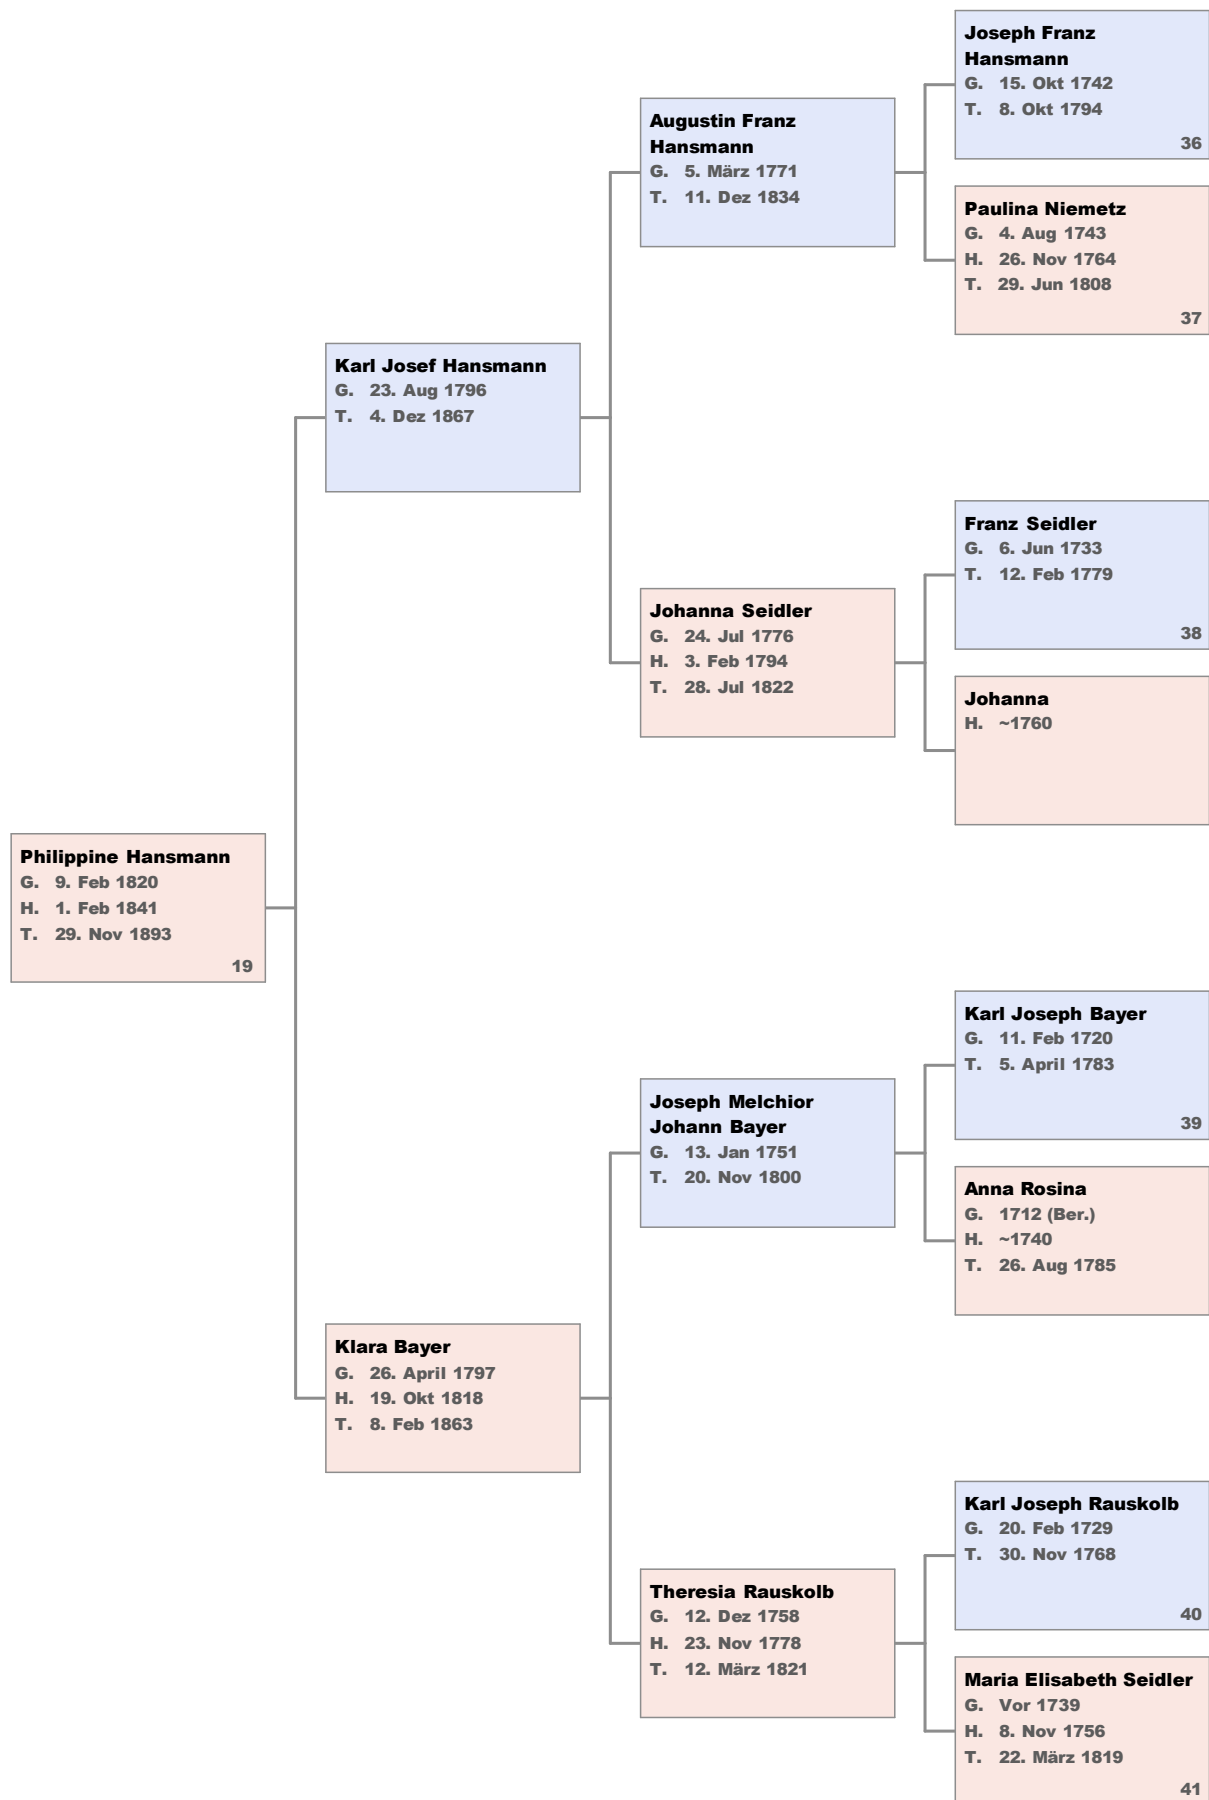 Joseph Franz
Hansmann
G. 15. Okt 1742
T. 8. Okt 1794
36
Augustin Franz
Hansmann
G. 5. März 1771
T. 11. Dez 1834
Paulina Niemetz
G. 4. Aug 1743
H. 26. Nov 1764
T. 29. Jun 1808
37
Karl Josef Hansmann
G. 23. Aug 1796
T. 4. Dez 1867
Franz Seidler
G. 6. Jun 1733
T. 12. Feb 1779
38
Johanna Seidler
G. 24. Jul 1776
H. 3. Feb 1794
T. 28. Jul 1822
Johanna
H. ~1760
Philippine Hansmann
G. 9. Feb 1820
H. 1. Feb 1841
T. 29. Nov 1893
19
Karl Joseph Bayer
G. 11. Feb 1720
T. 5. April 1783
39
Joseph Melchior
Johann Bayer
G. 13. Jan 1751
T. 20. Nov 1800
Anna Rosina
G. 1712 (Ber.)
H. ~1740
T. 26. Aug 1785
Klara Bayer
G. 26. April 1797
H. 19. Okt 1818
T. 8. Feb 1863
Karl Joseph Rauskolb
G. 20. Feb 1729
T. 30. Nov 1768
40
Theresia Rauskolb
G. 12. Dez 1758
H. 23. Nov 1778
T. 12. März 1821
Maria Elisabeth Seidler
G. Vor 1739
H. 8. Nov 1756
T. 22. März 1819
41